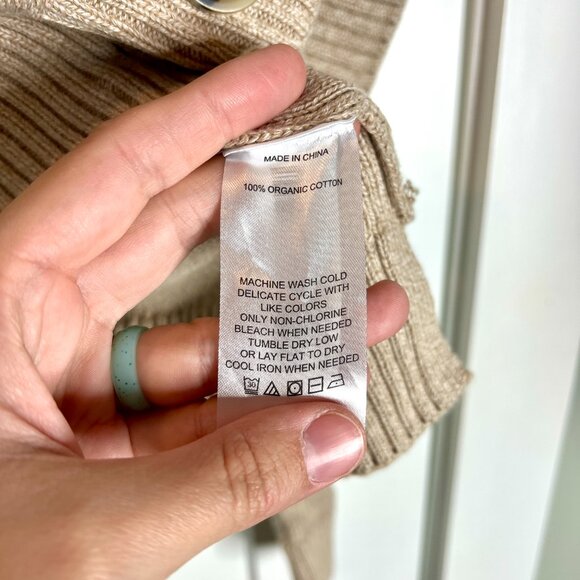 MADE IN CHINA
100% ORGANIC COTTON
MACHINE WASH COLD
DELICATE CYCLE WITH
LIKE COLORS
ONLY NON-CHLORINE
BLEACH WHEN NEEDED
TUMBLE DRY LOW
OR LAY FLAT TO DRY
COOL IRON WHEN NEEDED
30